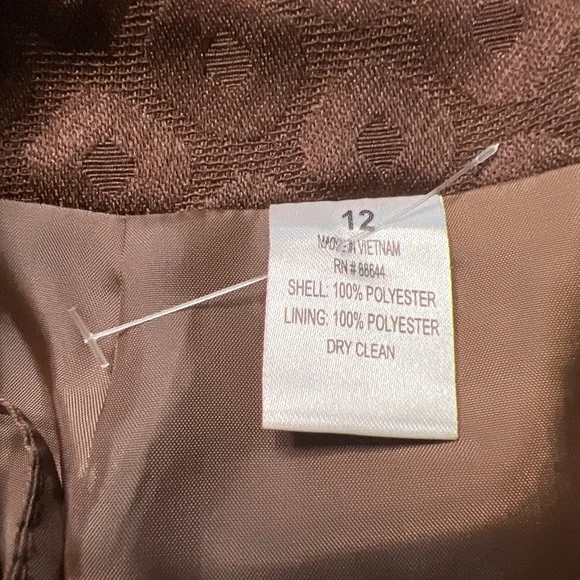 12
MADE IN VIETNAM
RN # 88644
SHELL: 100% POLYESTER
LINING: 100% POLYESTER
DRY CLEAN